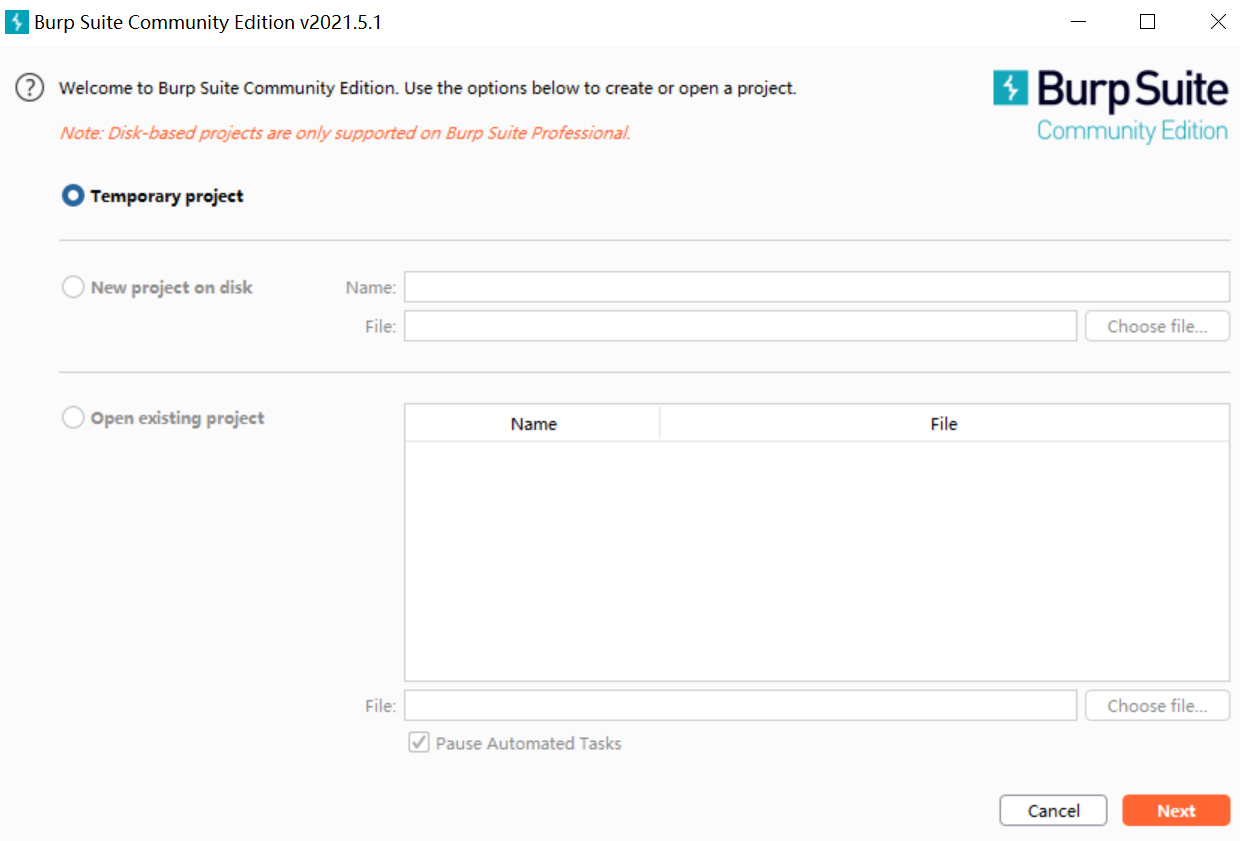 Burp Suite Community Edition v2021.5.1
? Welcome to Burp Suite Community Edition. Use the options below to create or open a project.
Note: Disk-based projects are only supported on Burp Suite Professional.
Burp Suite
Community Edition
Temporary project
New project on disk Name:
File: Choose file...
Open existing project
Name File
File: Choose file...
Pause Automated Tasks
Cancel Next